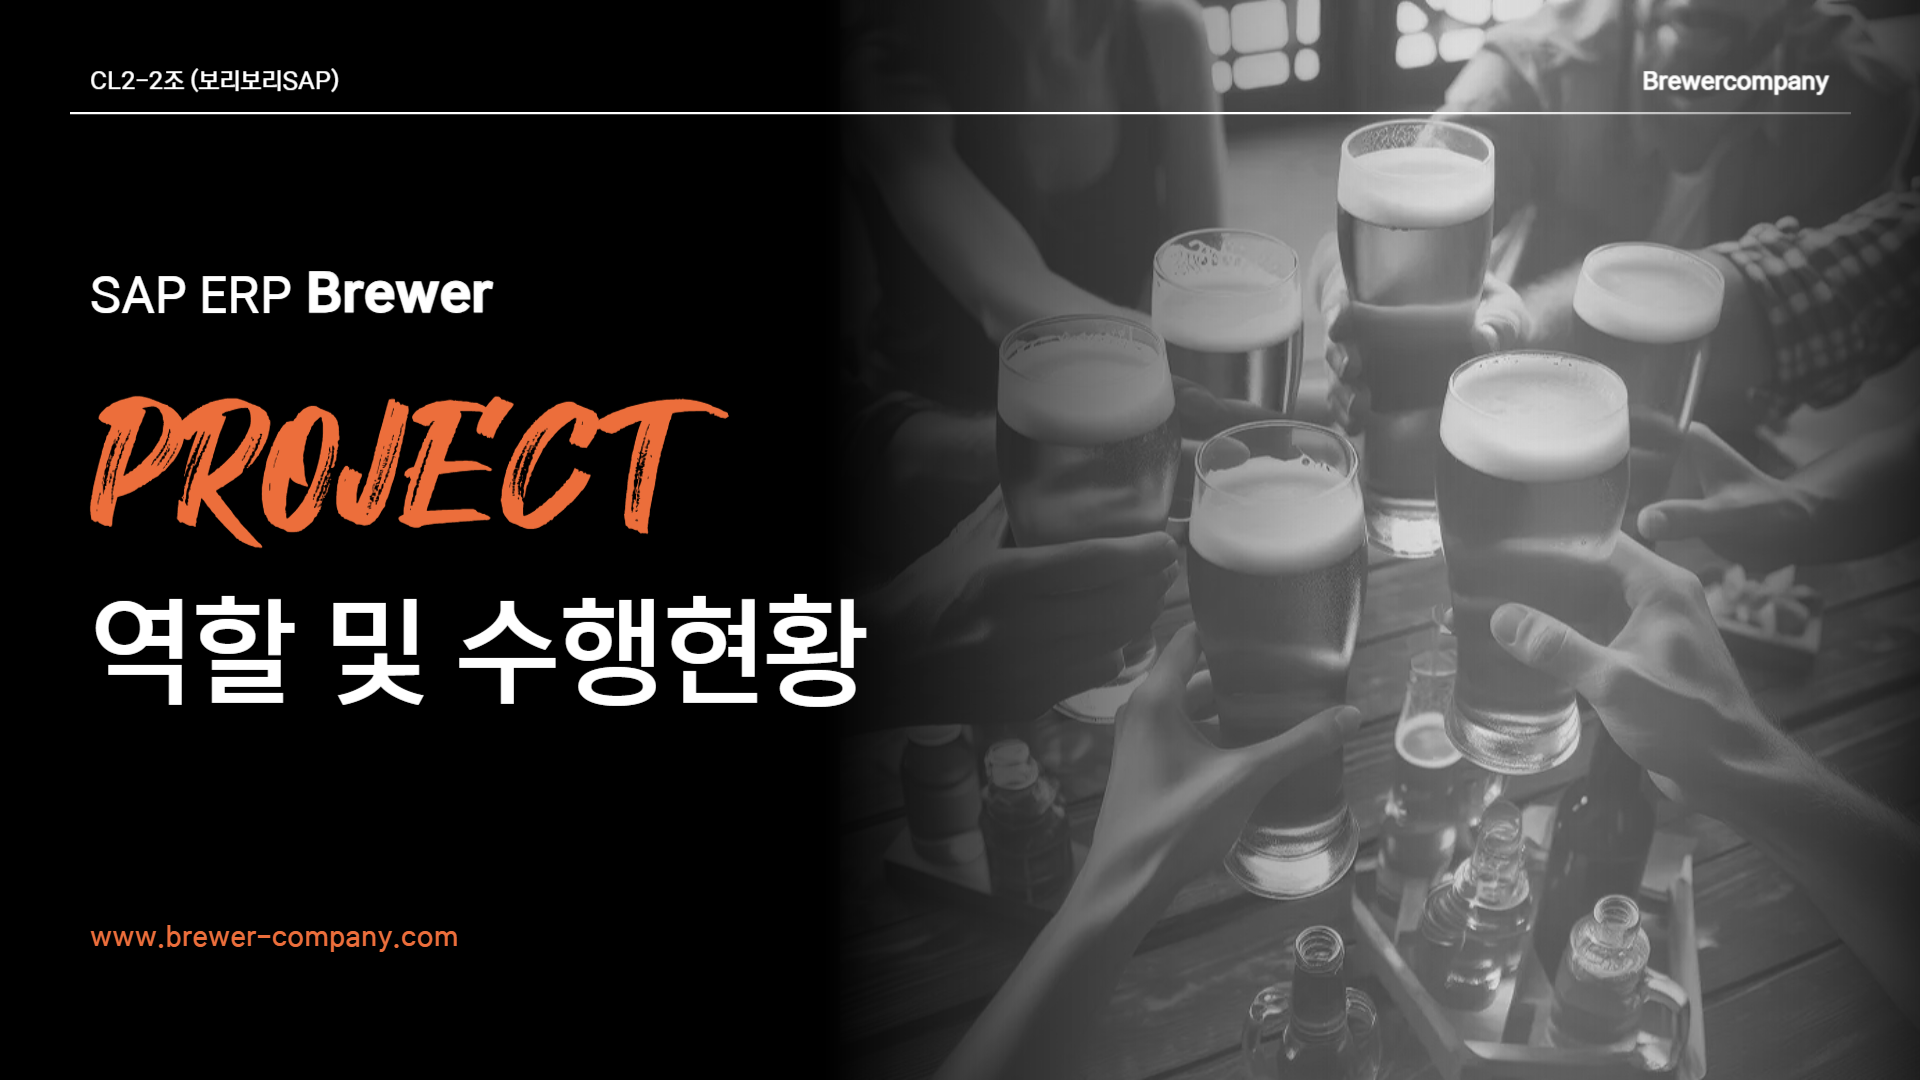 CL2-2조 (보리보리SAP)
Brewercompany
SAP ERP Brewer
PROJECT
역할 및 수행현황
www.brewer-company.com